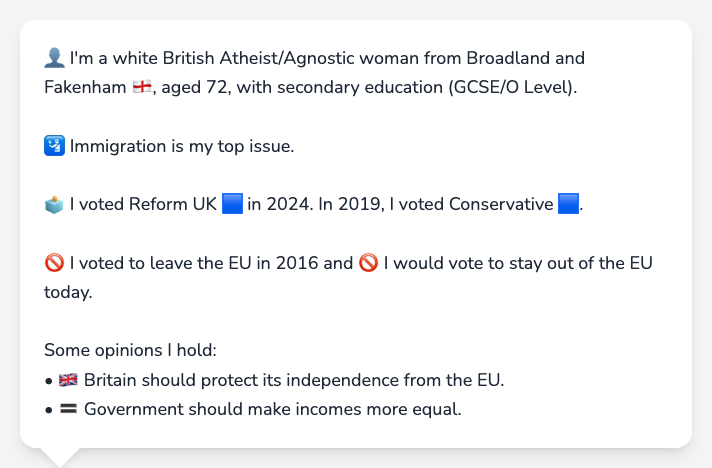 👤 I'm a white British Atheist/Agnostic woman from Broadland and
Fakenham 🏴󠁧󠁢󠁥󠁮󠁧󠁿, aged 72, with secondary education (GCSE/O Level).
🛂 Immigration is my top issue.
🗳️ I voted Reform UK 🟦 in 2024. In 2019, I voted Conservative 🟦.
🚫 I voted to leave the EU in 2016 and 🚫 I would vote to stay out of the EU
today.
Some opinions I hold:
• 🇬🇧 Britain should protect its independence from the EU.
• 🟰 Government should make incomes more equal.